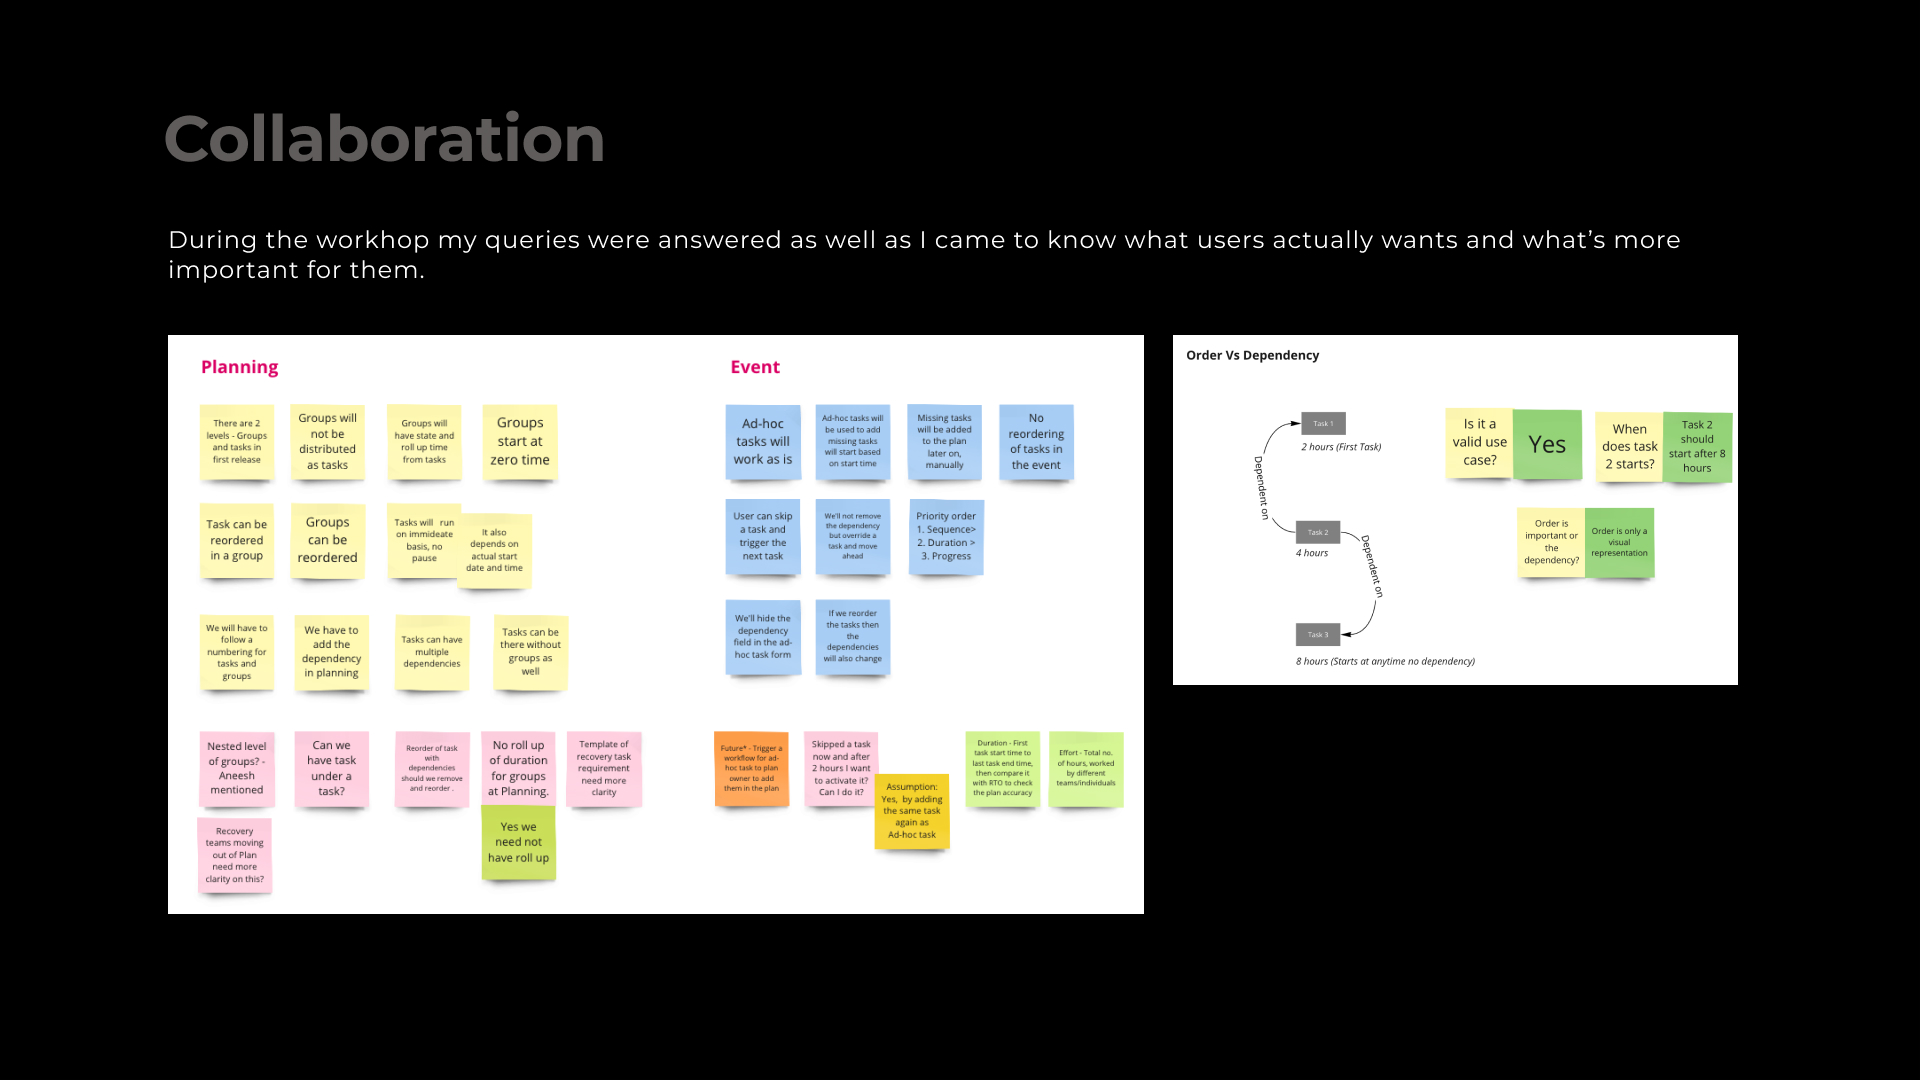 Collaboration
During the workhop my queries were answered as well as I came to know what users actually wants and what's more
important for them.
Planning
There are 2
levels - Groups
and tasks in
first release
Groups will
not be
distributed
as tasks
Groups will
have state and
roll up time
from tasks
Groups
start at
zero time
Task can be
reordered
in a group
Groups
can be
reordered
Tasks will run
on immideate
basis, no
pause
It also
depends on
actual start
date and time
We will have to
follow a
numbering for
tasks and
groups
We have to
add the
dependency
in planning
Tasks can have
multiple
dependencies
Tasks can be
there without
groups as
well
Nested level
of groups? -
Aneesh
mentioned
Can we
have task
under a
task?
Reorder of task
with
dependencies
should we remove
and reorder .
No roll up
of duration
for groups
at Planning.
Template of
recovery task
requirement
need more
clarity
Recovery
teams moving
out of Plan
need more
clarity on this?
Yes we
need not
have roll up
Event
Ad-hoc
tasks will
work as is
Ad-hoc tasks will
be used to add
missing tasks
will start based
on start time
Missing tasks
will be added
to the plan
later on,
manually
No
reordering
of tasks in
the event
User can skip
a task and
trigger the
next task
We'll not remove
the dependency
but override a
task and move
ahead
Priority order
1. Sequence>
2. Duration >
3. Progress
We'll hide the
dependency
field in the ad-
hoc task form
If we reorder
the tasks then
the
dependencies
will also change
Future* - Trigger a
workflow for ad-
hoc task to plan
owner to add
them in the plan
Skipped a task
now and after
2 hours I want
to activate it?
Can I do it?
Assumption:
Yes, by adding
the same task
again as
Ad-hoc task
Duration - First
task start time to
last task end time,
then compare it
with RTO to check
the plan accuracy
Effort - Total no.
of hours, worked
by different
teams/individuals
Order Vs Dependency
Task 1
2 hours (First Task)
Dependent on
Task 2
4 hours
Dependent on
Task 3
8 hours (Starts at anytime no dependency)
Is it a
valid use
case?
Yes
When
does task
2 starts?
Task 2
should
start after 8
hours
Order is
important or
the
dependency?
Order is only a
visual
representation